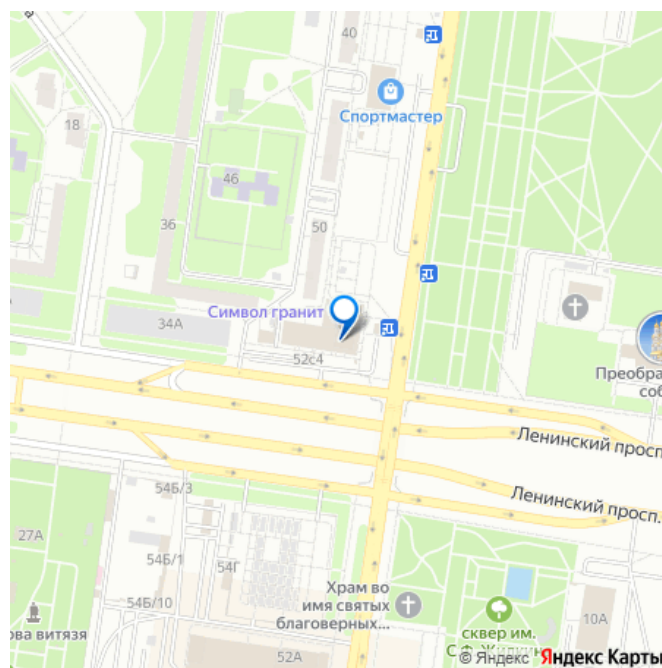 40
Спортмастер
18
46
36
50
Символ гранит
34А
52с4
Преобра
соб
Ленинский просп.
Ленинский просп.
54Б/3
27А
54Б/1
54Г
54Б/10
Храм во
имя святых
благоверных...
ова витязя
сквер им.
10А
52А
© Яндекс Яндекс Карты